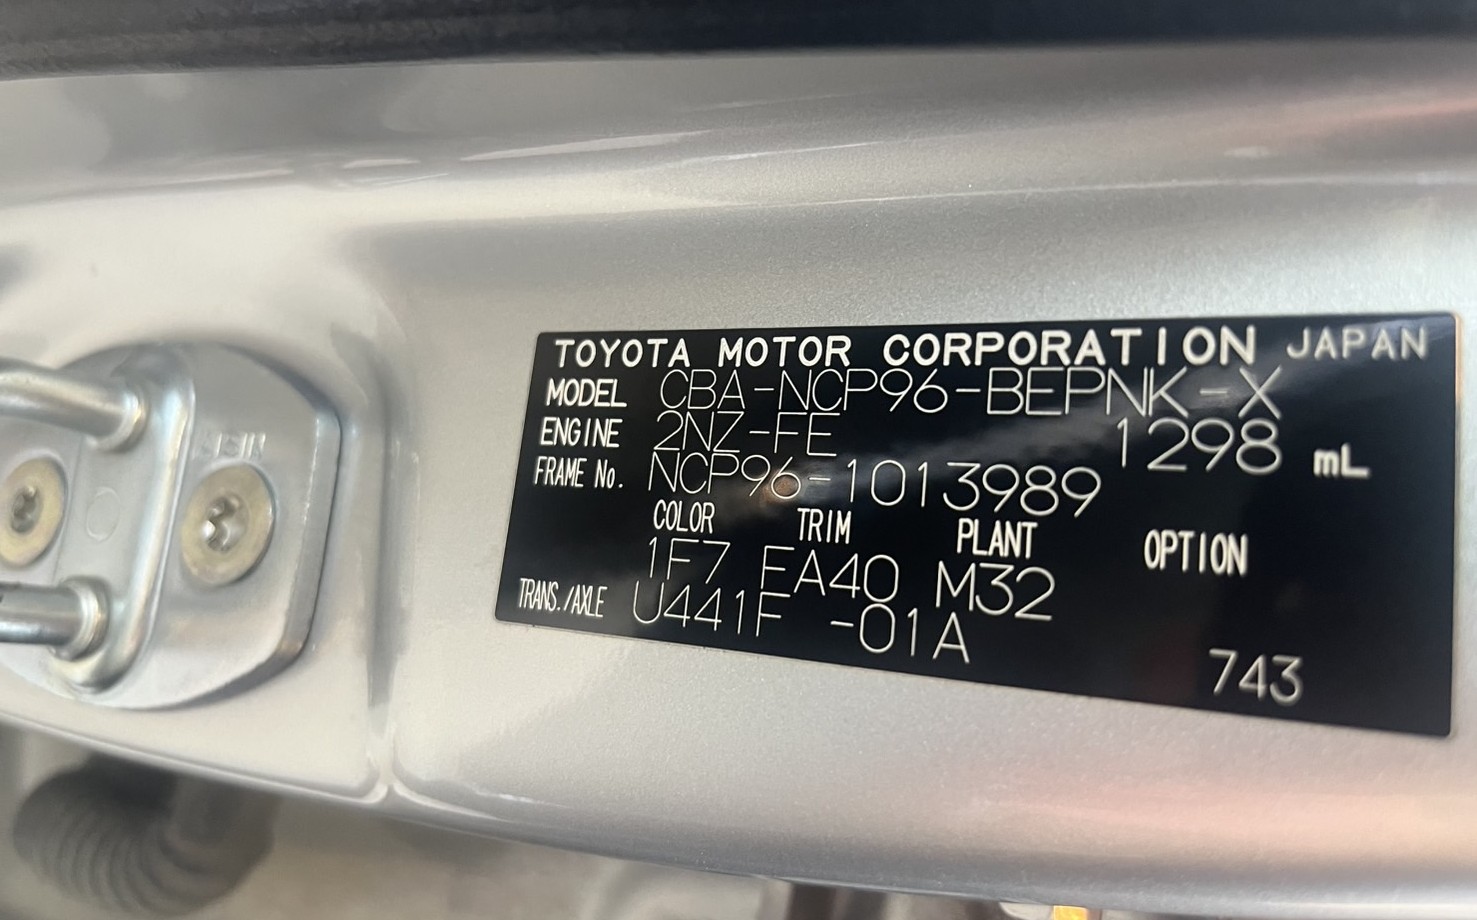 TOYOTA MOTOR CORPORATION JAPAN
MODEL CBA-NCP96-BEPNK-X
ENGINE 2NZ-FE 1298 mL
FRAME No. NCP96-1013989
COLOR TRIM PLANT OPTION
1F7 FA40 M32
TRANS./AXLE U441F -01A
743